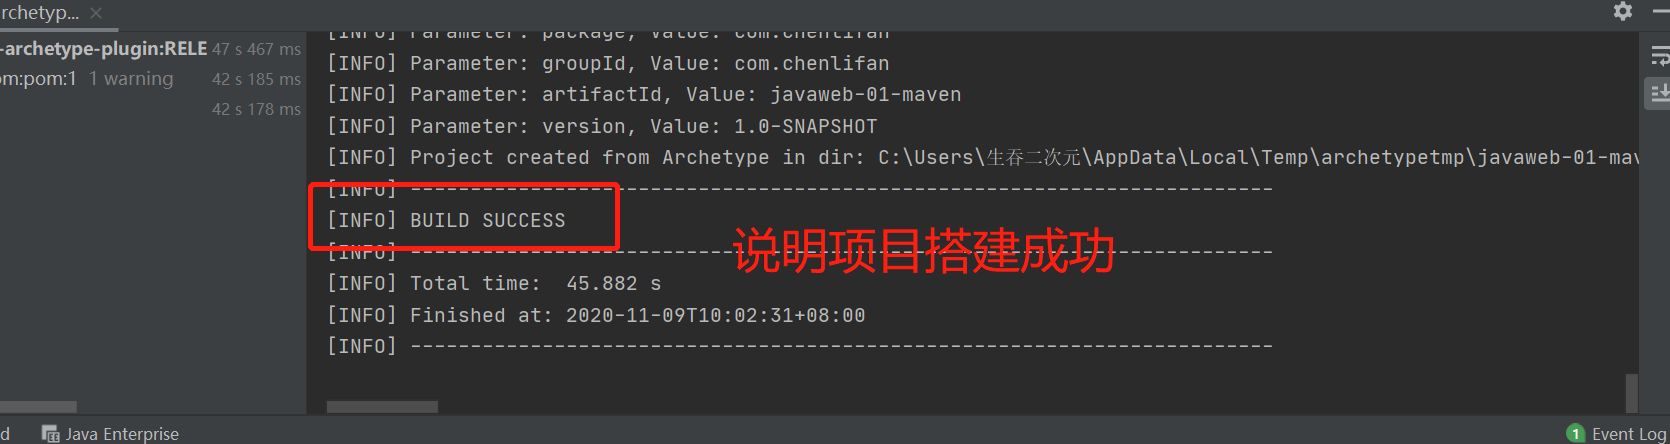 rchetyp...
-archetype-plugin:RELE 47 s 467 ms
om:pom:1 1 warning 42 s 185 ms
42 s 178 ms
[INFO] Parameter: package, Value: com.chenlifan
[INFO] Parameter: groupId, Value: com.chenlifan
[INFO] Parameter: artifactId, Value: javaweb-01-maven
[INFO] Parameter: version, Value: 1.0-SNAPSHOT
[INFO] Project created from Archetype in dir: C:\Users\生吞二次元\AppData\Local\Temp\archetypetmp\javaweb-01-mav
[INFO] ------------------------------------------------------------------------
[INFO] BUILD SUCCESS
说明项目搭建成功
[INFO] ------------------------------------------------------------------------
[INFO] Total time:  45.882 s
[INFO] Finished at: 2020-11-09T10:02:31+08:00
[INFO] ------------------------------------------------------------------------
d Java Enterprise
1 Event Log